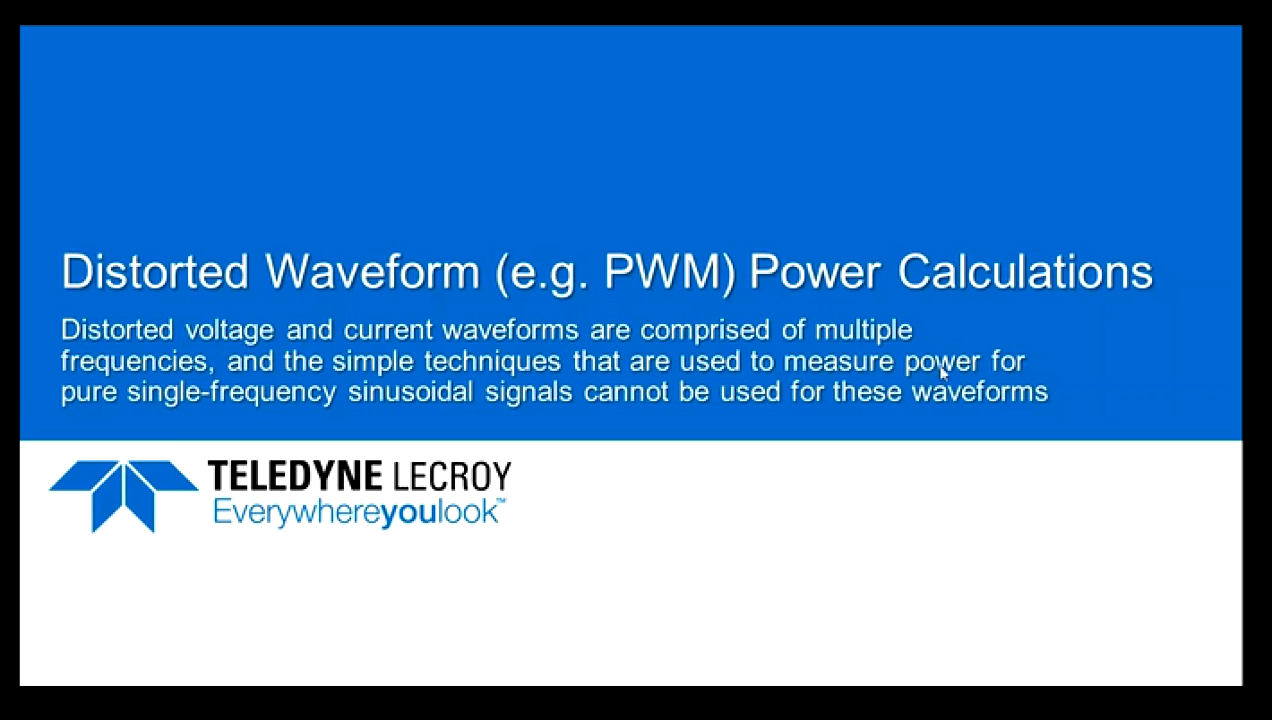 Distorted Waveform (e.g. PWM) Power Calculations
Distorted voltage and current waveforms are comprised of multiple
frequencies, and the simple techniques that are used to measure power for
pure single-frequency sinusoidal signals cannot be used for these waveforms
TELEDYNE LECROY
Everywhereyoulook™